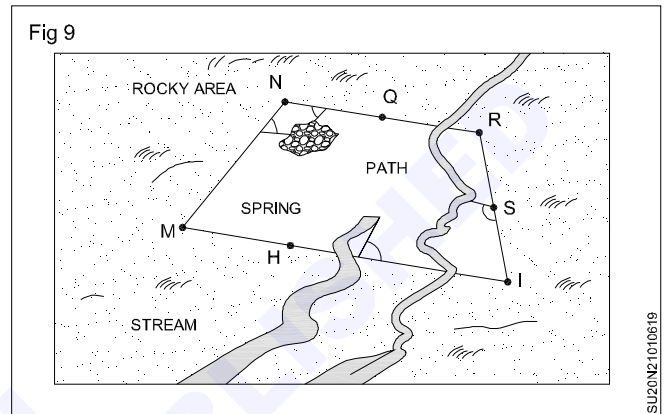 Fig 9
ROCKY AREA
N
Q
R
PATH
SPRING
S
M
H
I
STREAM
SU20N21010619